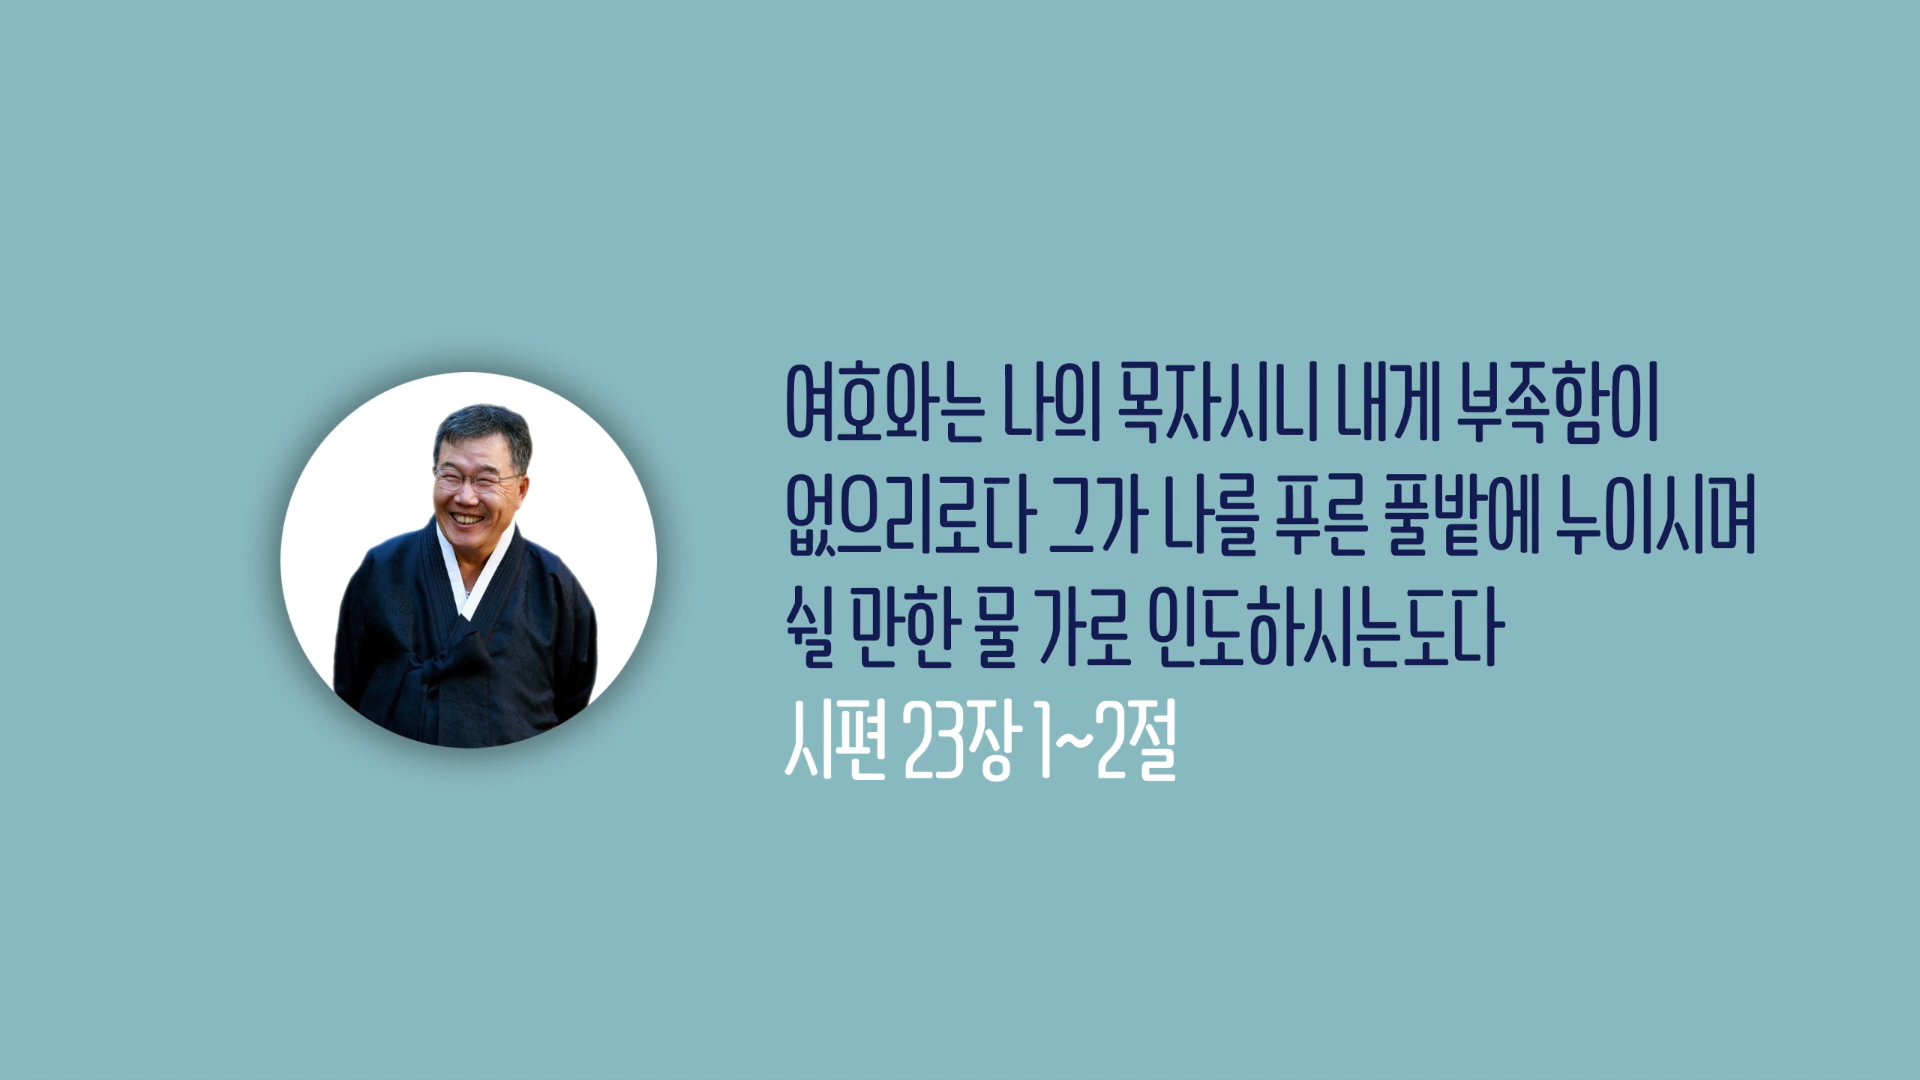 여호와는 나의 목자시니 내게 부족함이
없으리로다 그가 나를 푸른 풀밭에 누이시며
쉴 만한 물 가로 인도하시는도다
시편 23장 1~2절